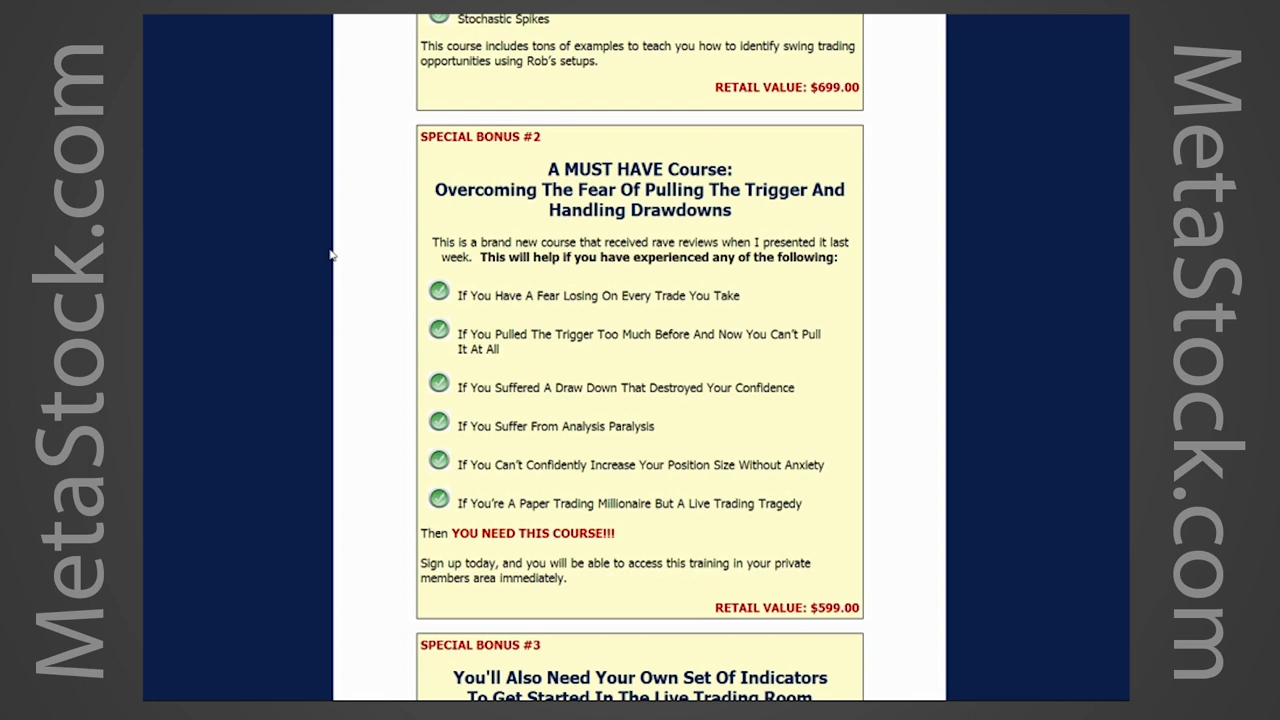 MetaStock.com
Stochastic Spikes
This course includes tons of examples to teach you how to identify swing trading
opportunities using Rob's setups.
RETAIL VALUE: $699.00
SPECIAL BONUS #2
A MUST HAVE Course:
Overcoming The Fear Of Pulling The Trigger And
Handling Drawdowns
This is a brand new course that received rave reviews when I presented it last
week. This will help if you have experienced any of the following:
If You Have A Fear Losing On Every Trade You Take
If You Pulled The Trigger Too Much Before And Now You Can't Pull
It At All
If You Suffered A Draw Down That Destroyed Your Confidence
If You Suffer From Analysis Paralysis
If You Can't Confidently Increase Your Position Size Without Anxiety
If You're A Paper Trading Millionaire But A Live Trading Tragedy
Then YOU NEED THIS COURSE!!!
Sign up today, and you will be able to access this training in your private
members area immediately.
RETAIL VALUE: $599.00
SPECIAL BONUS #3
You'll Also Need Your Own Set Of Indicators
To Get Started In The Live Trading Room
MetaStock.com